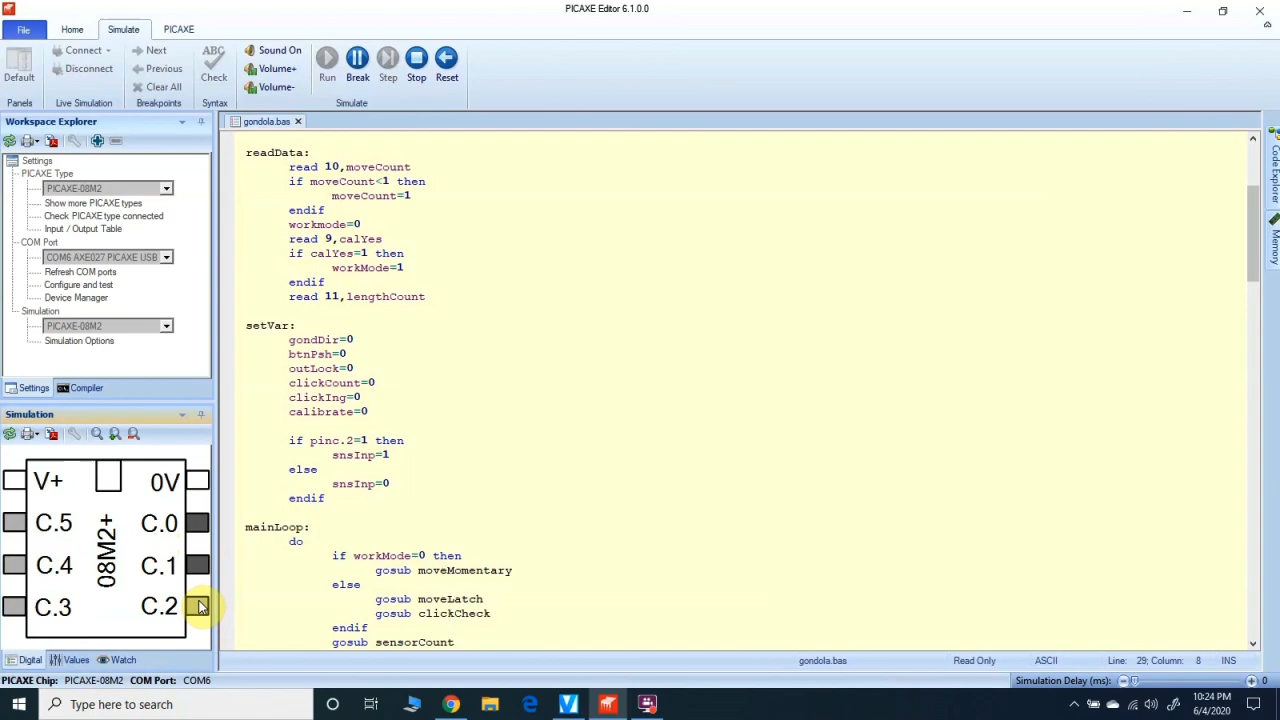 PICAXE Editor 6.1.0.0
File Home Simulate PICAXE
Connect Next ABC Sound On
Disconnect Previous Volume+
Default Clear All Check Volume- Run Break Step Stop Reset
Panels Live Simulation Breakpoints Syntax Simulate
Workspace Explorer
gondola.bas
Settings
PICAXE Type
PICAXE-08M2
Show more PICAXE types
Check PICAXE type connected
Input / Output Table
COM Port
COM6 AXE027 PICAXE USB
Refresh COM ports
Configure and test
Device Manager
Simulation
PICAXE-08M2
Simulation Options
Settings Compiler
Simulation
V+ 0V
C.5 C.0
C.4 C.1
C.3 C.2
08M2+
Digital Values Watch
readData:
read 10,moveCount
if moveCount<1 then
moveCount=1
endif
workmode=0
read 9,calYes
if calYes=1 then
workMode=1
endif
read 11,lengthCount
setVar:
gondDir=0
btnPsh=0
outLock=0
clickCount=0
clickIng=0
calibrate=0
if pinc.2=1 then
snsInp=1
else
snsInp=0
endif
mainLoop:
do
if workMode=0 then
gosub moveMomentary
else
gosub moveLatch
gosub clickCheck
endif
gosub sensorCount
Code Explorer
Memory
gondola.bas Read Only ASCII Line: 29; Column: 8 INS
PICAXE Chip: PICAXE-08M2 COM Port: COM6 Simulation Delay (ms): 0
Type here to search
10:24 PM
6/4/2020